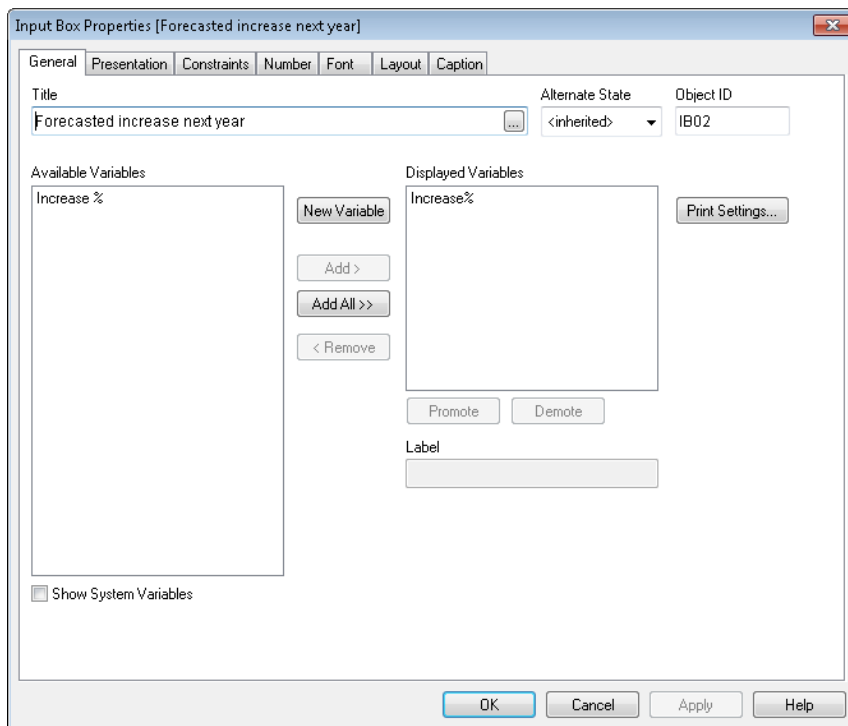 Input Box Properties [Forecasted increase next year]
General Presentation Constraints Number Font Layout Caption
Title Alternate State Object ID
Forecasted increase next year ... <inherited> IB02
Available Variables Displayed Variables
Increase % New Variable Increase% Print Settings...
Add >
Add All >>
< Remove
Promote Demote
Label
Show System Variables
OK Cancel Apply Help